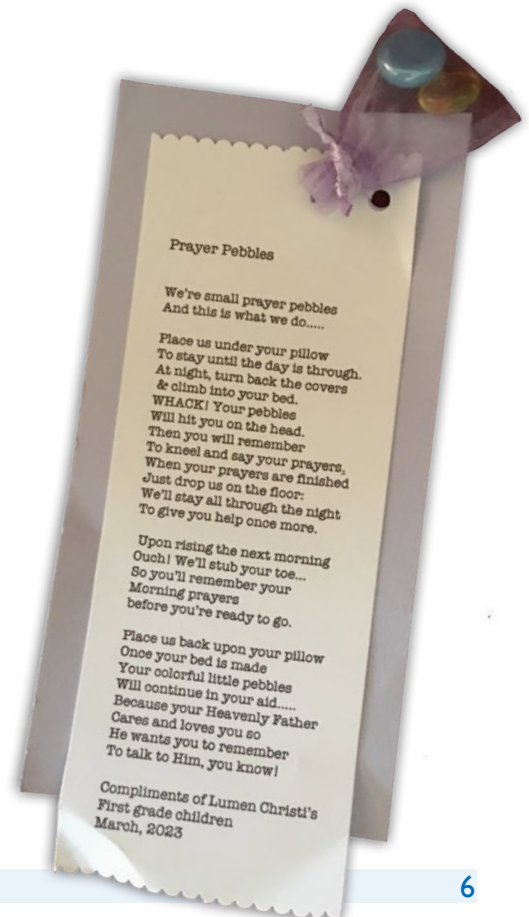 Prayer Pebbles
We're small prayer pebbles
And this is what we do.....
Place us under your pillow
To stay until the day is through.
At night, turn back the covers
& climb into your bed.
WHACK! Your pebbles
Will hit you on the head.
Then you will remember
To kneel and say your prayers,
When your prayers are finished
Just drop us on the floor:
We'll stay all through the night
To give you help once more.
Upon rising the next morning
Ouch! We'll stub your toe...
So you'll remember your
Morning prayers
before you're ready to go.
Place us back upon your pillow
Once your bed is made
Your colorful little pebbles
Will continue in your aid.....
Because your Heavenly Father
Cares and loves you so
He wants you to remember
To talk to Him, you know!
Compliments of Lumen Christi's
First grade children
March, 2023
6